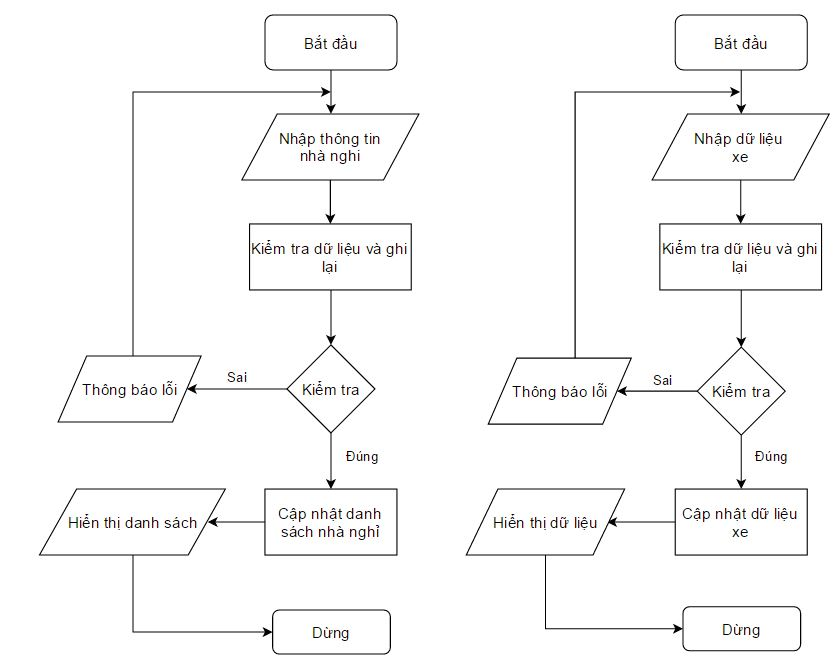 Bắt đầu
Nhập thông tin
nhà nghi
Kiểm tra dữ liệu và ghi
lại
Kiểm tra
Sai
Thông báo lỗi
Đúng
Cập nhật danh
sách nhà nghỉ
Hiển thị danh sách
Dừng
Bắt đầu
Nhập dữ liệu
xe
Kiểm tra dữ liệu và ghi
lại
Kiểm tra
Sai
Thông báo lỗi
Đúng
Cập nhật dữ liệu
xe
Hiển thị dữ liệu
Dừng